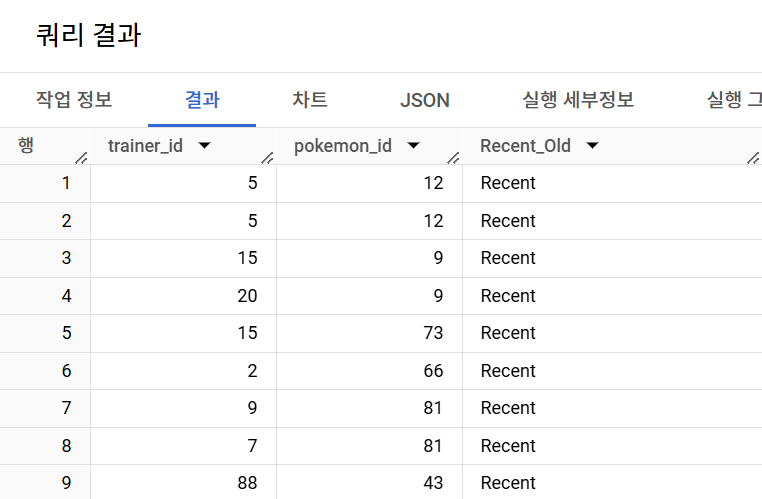 쿼리 결과
작업 정보 결과 차트 JSON 실행 세부정보 실행 그
행 trainer_id pokemon_id Recent_Old
1 5 12 Recent
2 5 12 Recent
3 15 9 Recent
4 20 9 Recent
5 15 73 Recent
6 2 66 Recent
7 9 81 Recent
8 7 81 Recent
9 88 43 Recent